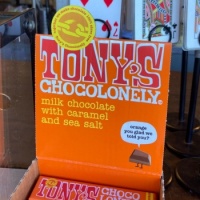 TONY'S
CHOCOLONELY®
milk chocolate
with caramel
and sea salt
orange
you glad we
told you?
TONY'S CHOCO